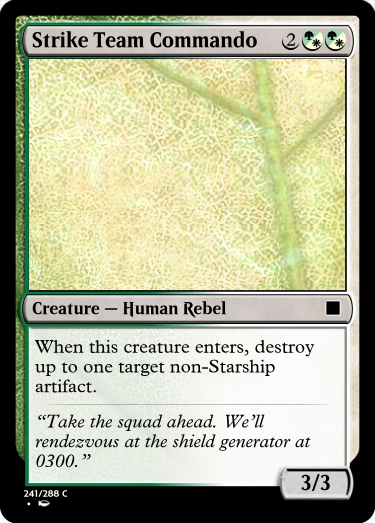 Strike Team Commando 2
Creature — Human Rebel
When this creature enters, destroy
up to one target non-Starship
artifact.
“Take the squad ahead. We’ll
rendezvous at the shield generator at
0300.”
3/3
241/288 C